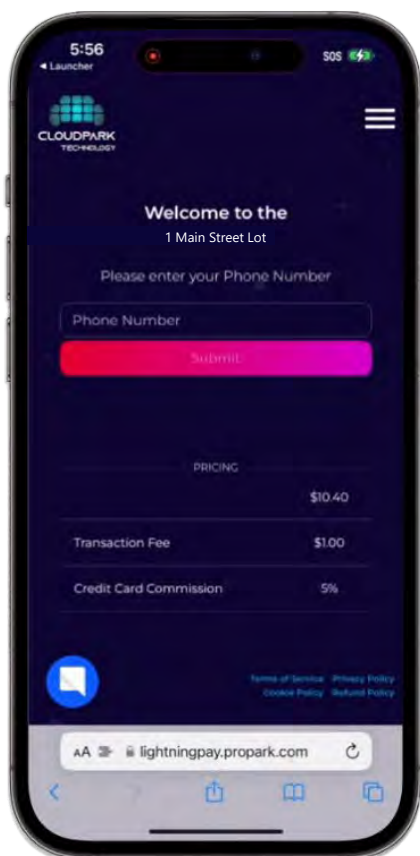 5:56
SOS
◄ Launcher
CLOUDPARK
TECHNOLOGY
Welcome to the
1 Main Street Lot
Please enter your Phone Number
Phone Number
Submit
PRICING
$10.40
Transaction Fee $1.00
Credit Card Commission 5%
Terms of Service Privacy Policy
Cookie Policy Refund Policy
AA lightningpay.propark.com